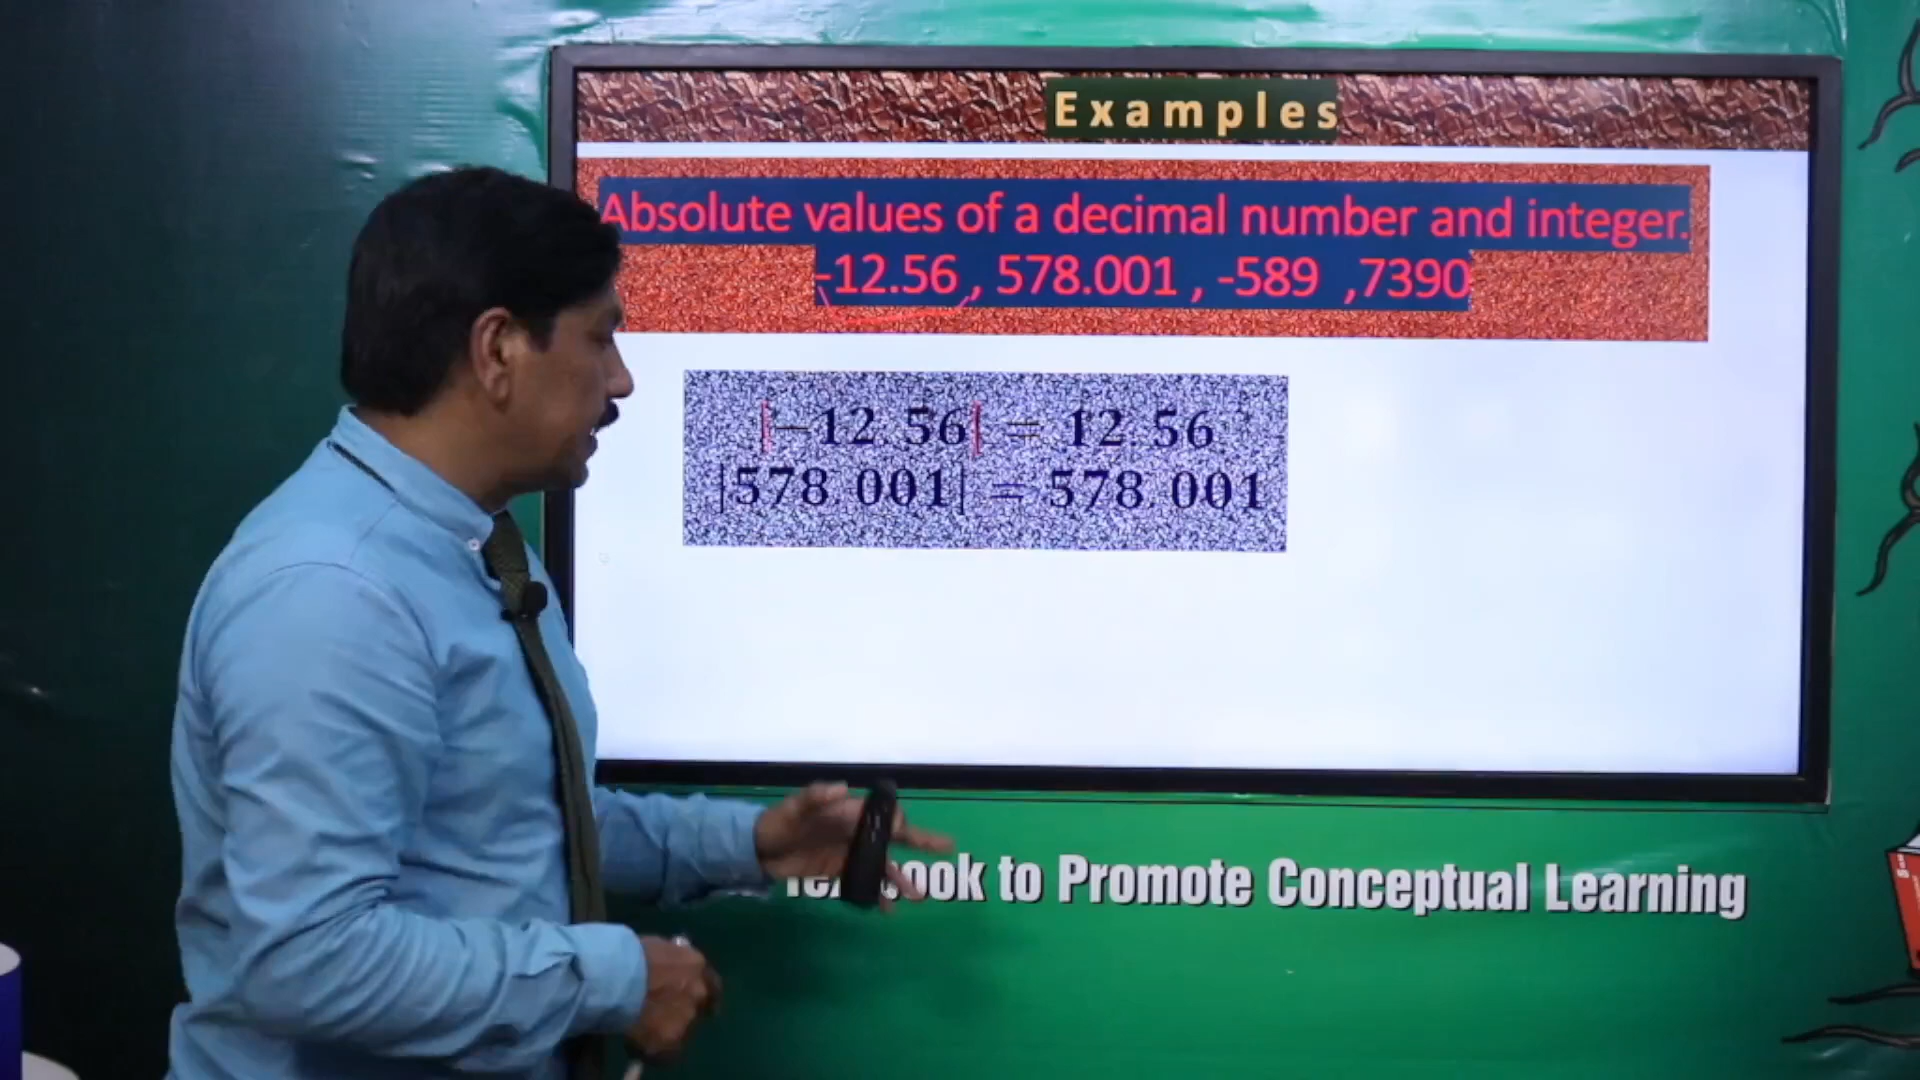 Examples
Absolute values of a decimal number and integer.
-12.56 , 578.001 , -589 ,7390
|−12.56| = 12.56
|578.001| = 578.001
to Promote Conceptual Learning